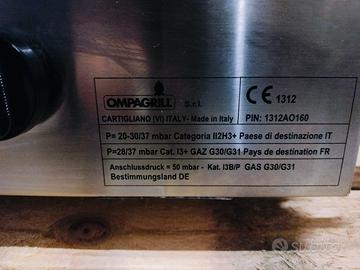 OMPAGRILL S.r.l.
CE 1312
CARTIGLIANO (VI) ITALY- Made in Italy
PIN: 1312AO160
P= 20-30/37 mbar Categoria II2H3+ Paese di destinazione IT
P=28/37 mbar Cat. I3+ GAZ G30/G31 Pays de destination FR
Anschlussdruck = 50 mbar - Kat. I3B/P GAS G30/G31
Bestimmungsland DE
subito